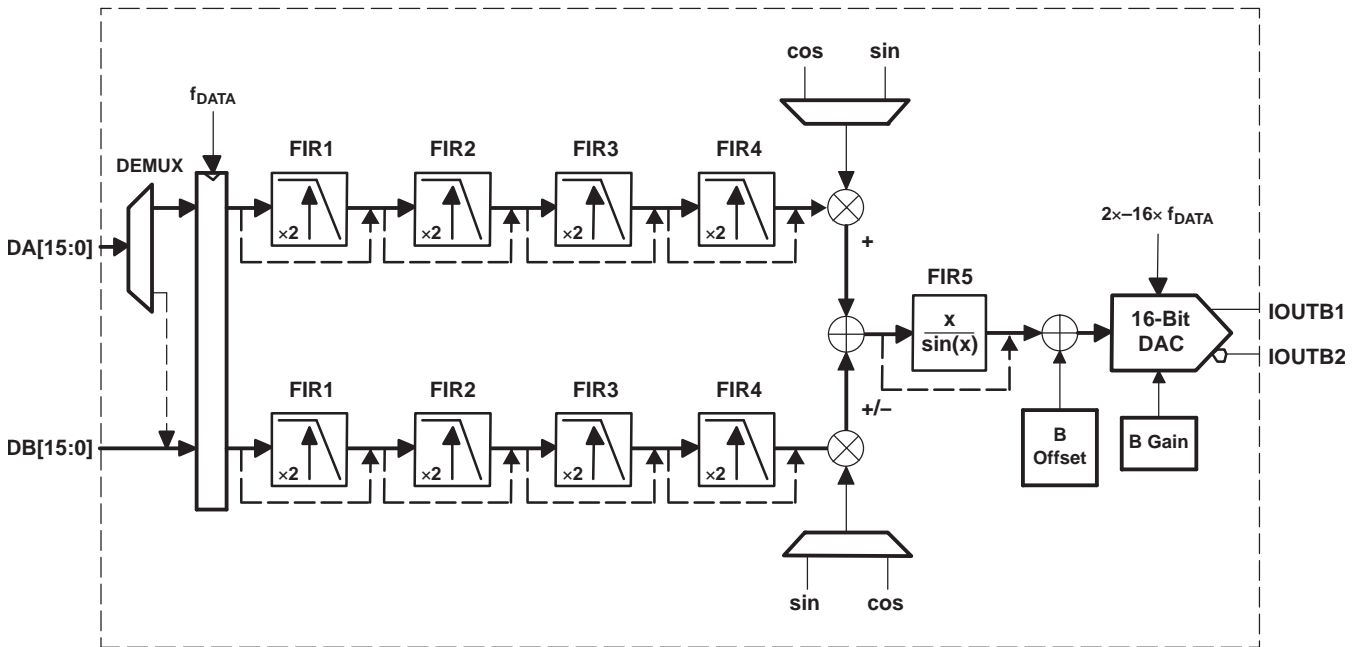 cos sin
f_DATA
DEMUX
FIR1 FIR2 FIR3 FIR4
×2 ×2 ×2 ×2
DA[15:0]
+
2×–16× f_DATA
FIR5
x
sin(x)
16-Bit
DAC
IOUTB1
IOUTB2
FIR1 FIR2 FIR3 FIR4
+/–
×2 ×2 ×2 ×2
DB[15:0]
B
Offset
B Gain
sin cos